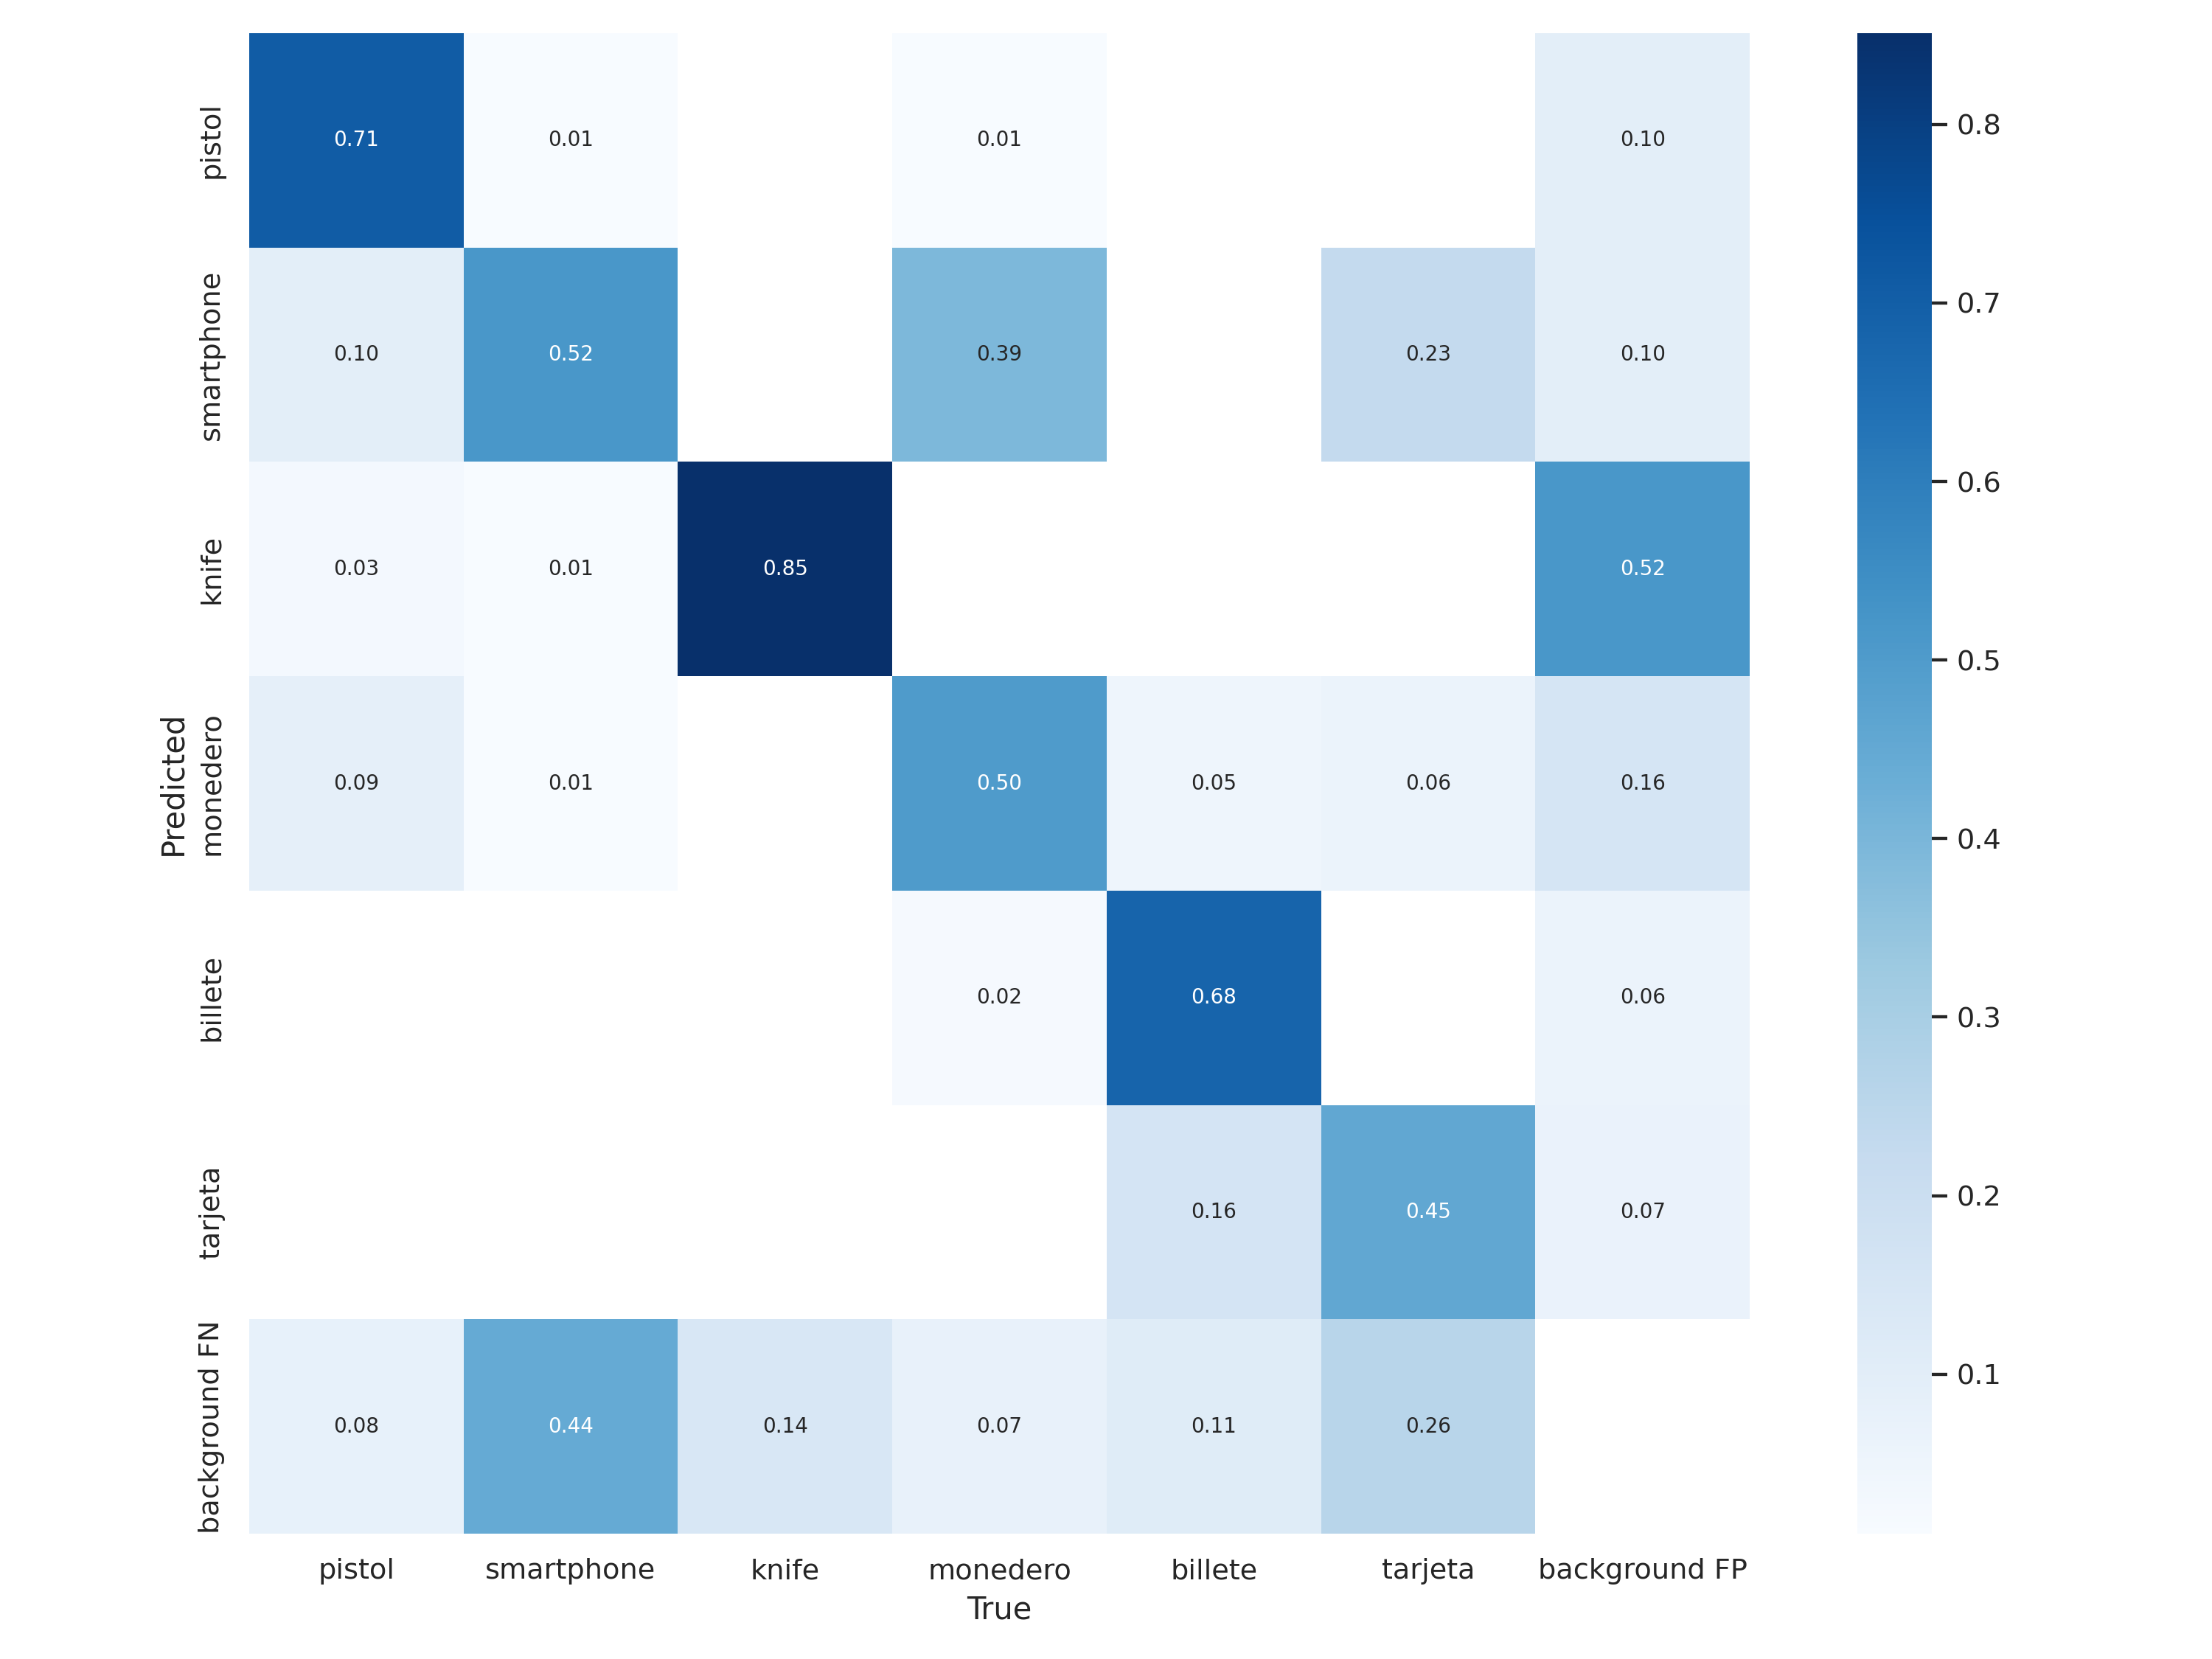 pistol 0.71 0.01 0.01 0.10
smartphone 0.10 0.52 0.39 0.23 0.10
knife 0.03 0.01 0.85 0.52
Predicted
monedero 0.09 0.01 0.50 0.05 0.06 0.16
billete 0.02 0.68 0.06
tarjeta 0.16 0.45 0.07
background FN 0.08 0.44 0.14 0.07 0.11 0.26
pistol smartphone knife monedero billete tarjeta background FP
True
0.8
0.7
0.6
0.5
0.4
0.3
0.2
0.1